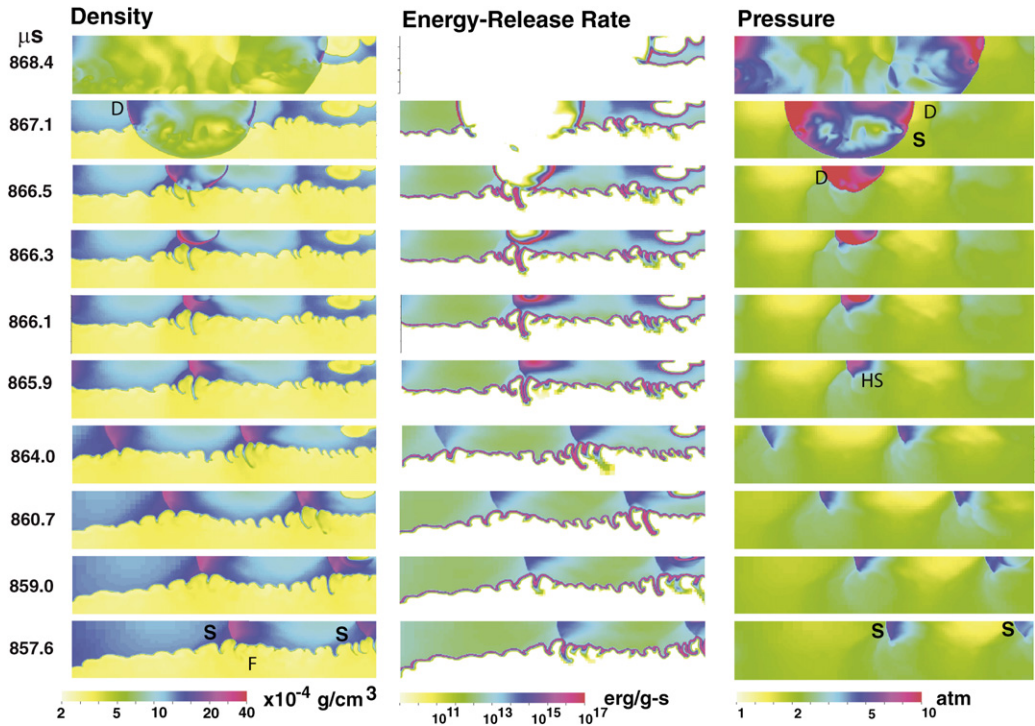 Density Energy-Release Rate Pressure
μs
868.4
867.1 D D S
866.5 D
866.3
866.1
865.9 HS
864.0
860.7
859.0
857.6 S S F S S
2 5 10 20 40 x10⁻⁴ g/cm³ 10¹¹ 10¹³ 10¹⁵ 10¹⁷ erg/g-s 1 2 5 10 atm